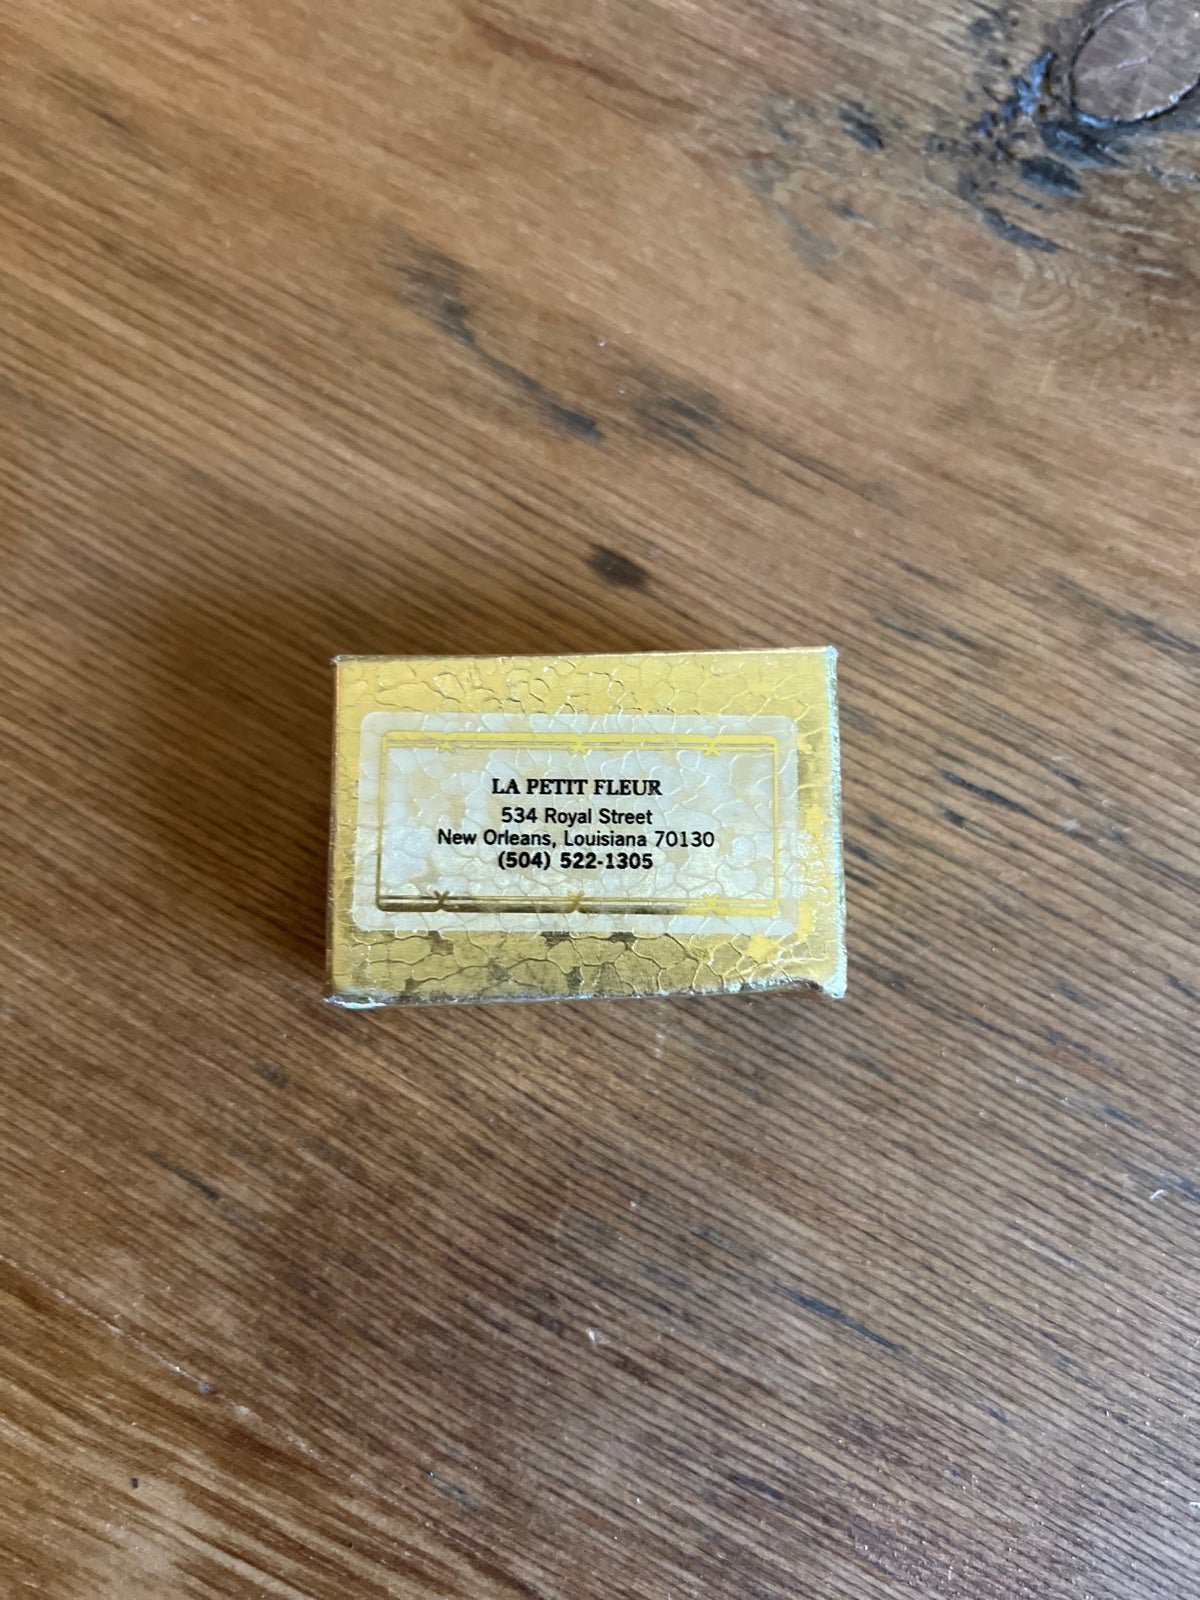 LA PETIT FLEUR
534 Royal Street
New Orleans, Louisiana 70130
(504) 522-1305